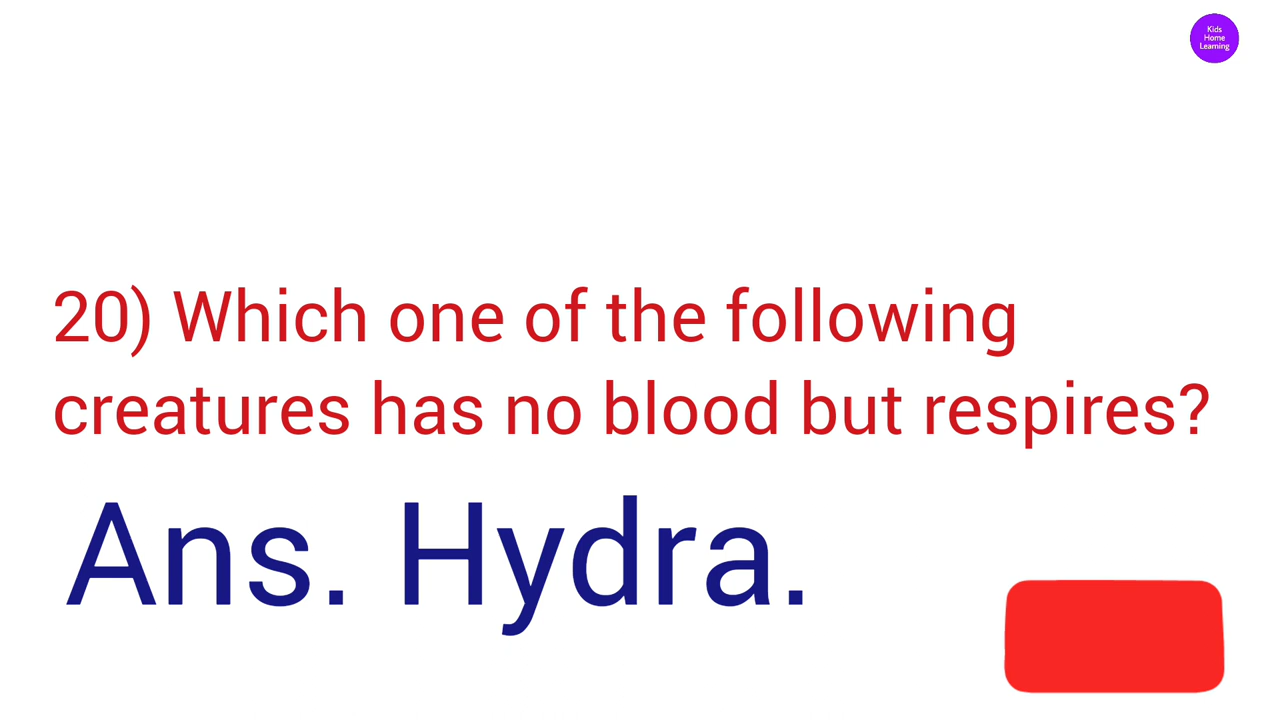 Kids
Home
Learning
20) Which one of the following
creatures has no blood but respires?
Ans. Hydra.